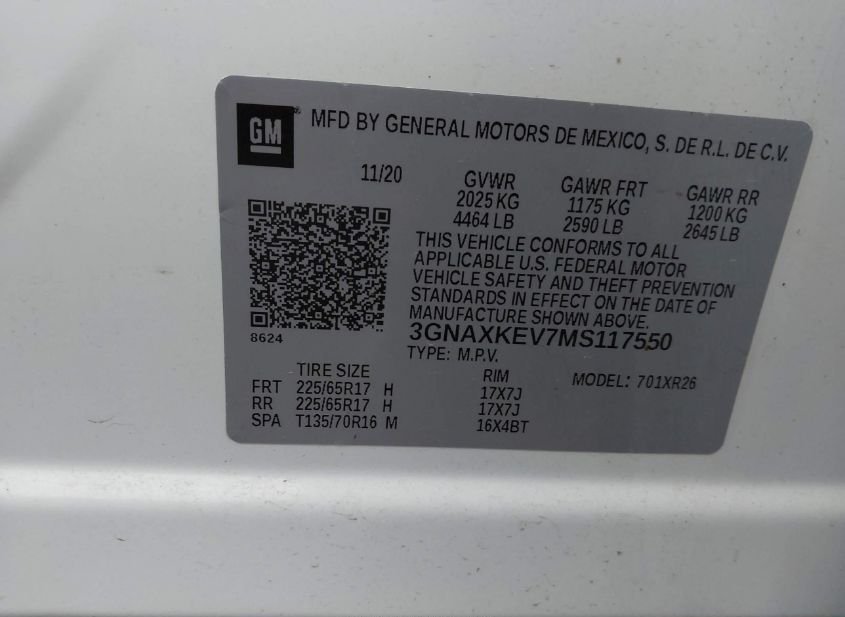 GM® MFD BY GENERAL MOTORS DE MEXICO, S. DE R.L. DE C.V.
11/20 GVWR GAWR FRT GAWR RR
2025 KG 1175 KG 1200 KG
4464 LB 2590 LB 2645 LB
THIS VEHICLE CONFORMS TO ALL
APPLICABLE U.S. FEDERAL MOTOR
VEHICLE SAFETY AND THEFT PREVENTION
STANDARDS IN EFFECT ON THE DATE OF
MANUFACTURE SHOWN ABOVE.
8624 3GNAXKEV7MS117550
TYPE: M.P.V.
TIRE SIZE RIM MODEL: 701XR26
FRT 225/65R17 H 17X7J
RR 225/65R17 H 17X7J
SPA T135/70R16 M 16X4BT